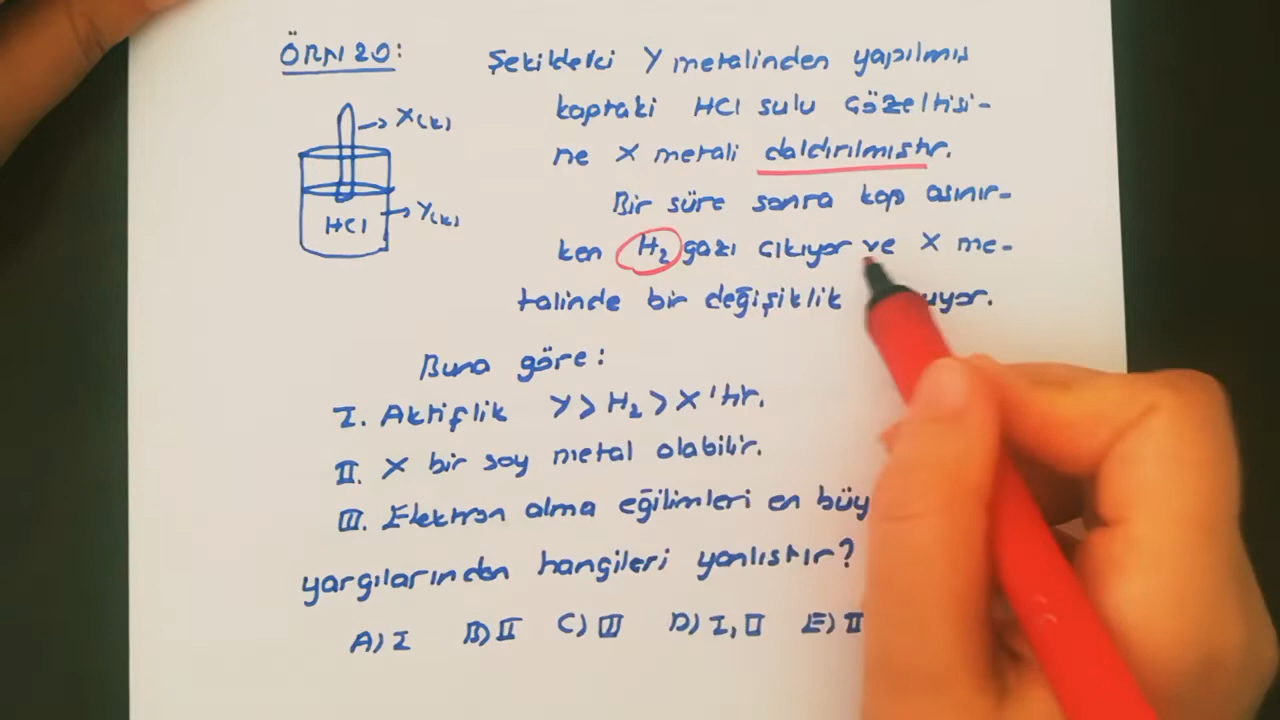 ÖRN 20:
Şekildeki Y metalinden yapılmış
kaptaki HCl sulu çözeltisi-
ne X metali daldırılmıştır.
Bir süre sonra kap aşınır-
ken H₂ gazı çıkıyor ve X me-
talinde bir değişiklik
X(k)
HCl
Y(k)
Buna göre:
I. Aktiflik Y > H₂ > X'tir.
II. X bir soy metal olabilir.
III. Elektron alma eğilimleri en
yargılarından hangileri yanlıştır?
A) I B) II C) III D) I, II E)